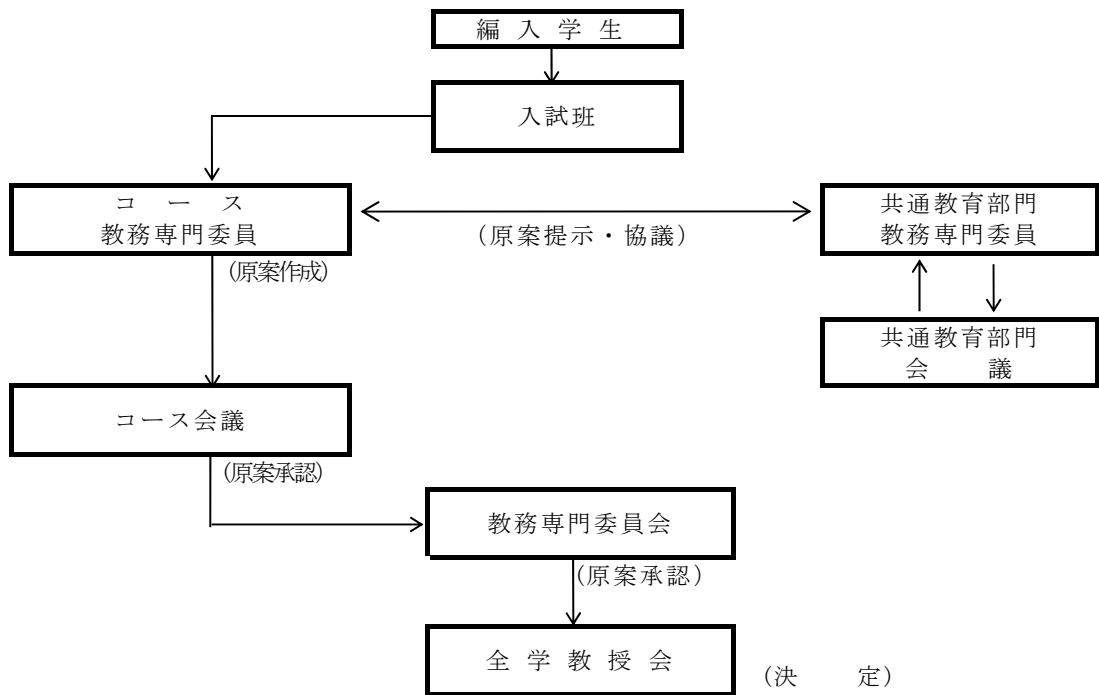 編入学生
入試班
コース
教務専門委員
(原案作成)
(原案提示・協議)
共通教育部門
教務専門委員
共通教育部門
会議
コース会議
(原案承認)
教務専門委員会
(原案承認)
全学教授会
(決定)